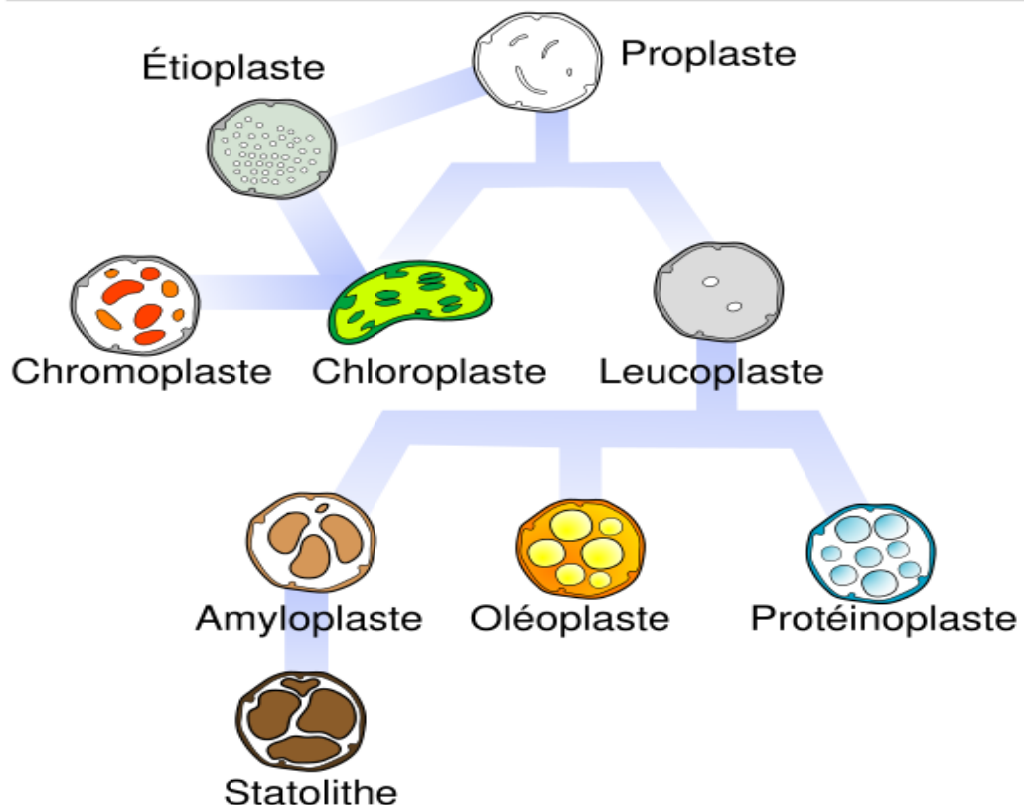 Proplaste
Étioplaste
Chromoplaste
Chloroplaste
Leucoplaste
Amyloplaste
Oléoplaste
Protéinoplaste
Statolithe